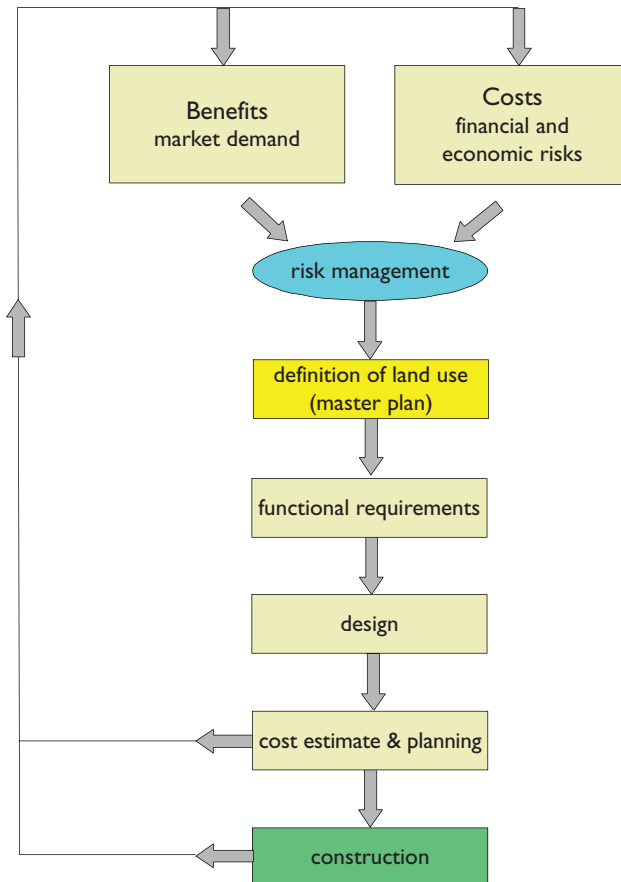 Benefits
market demand
Costs
financial and
economic risks
risk management
definition of land use
(master plan)
functional requirements
design
cost estimate & planning
construction